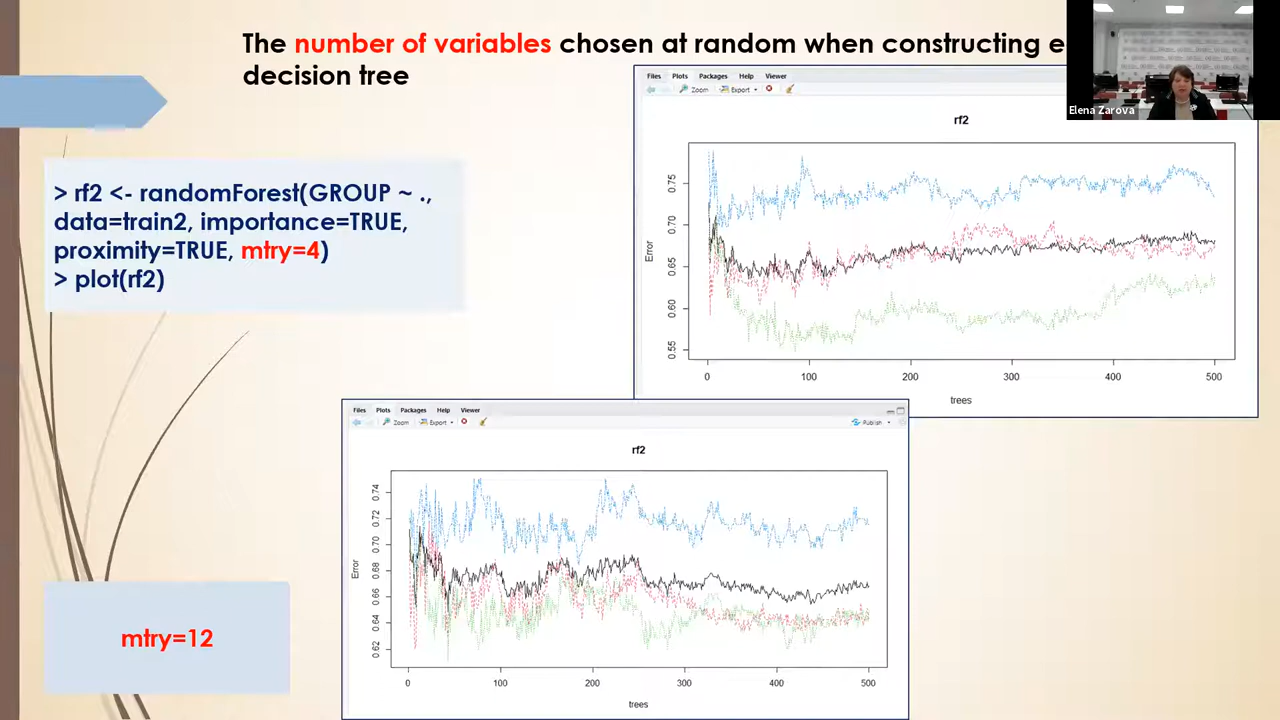 The number of variables chosen at random when constructing e
decision tree
Elena Zarova
> rf2 <- randomForest(GROUP ~ .,
data=train2, importance=TRUE,
proximity=TRUE, mtry=4)
> plot(rf2)
Files Plots Packages Help Viewer
Zoom Export
rf2
Error
0.75
0.70
0.65
0.60
0.55
0 100 200 300 400 500
trees
Files Plots Packages Help Viewer
Zoom Export Publish
rf2
Error
0.74
0.72
0.70
0.68
0.66
0.64
0.62
0 100 200 300 400 500
trees
mtry=12